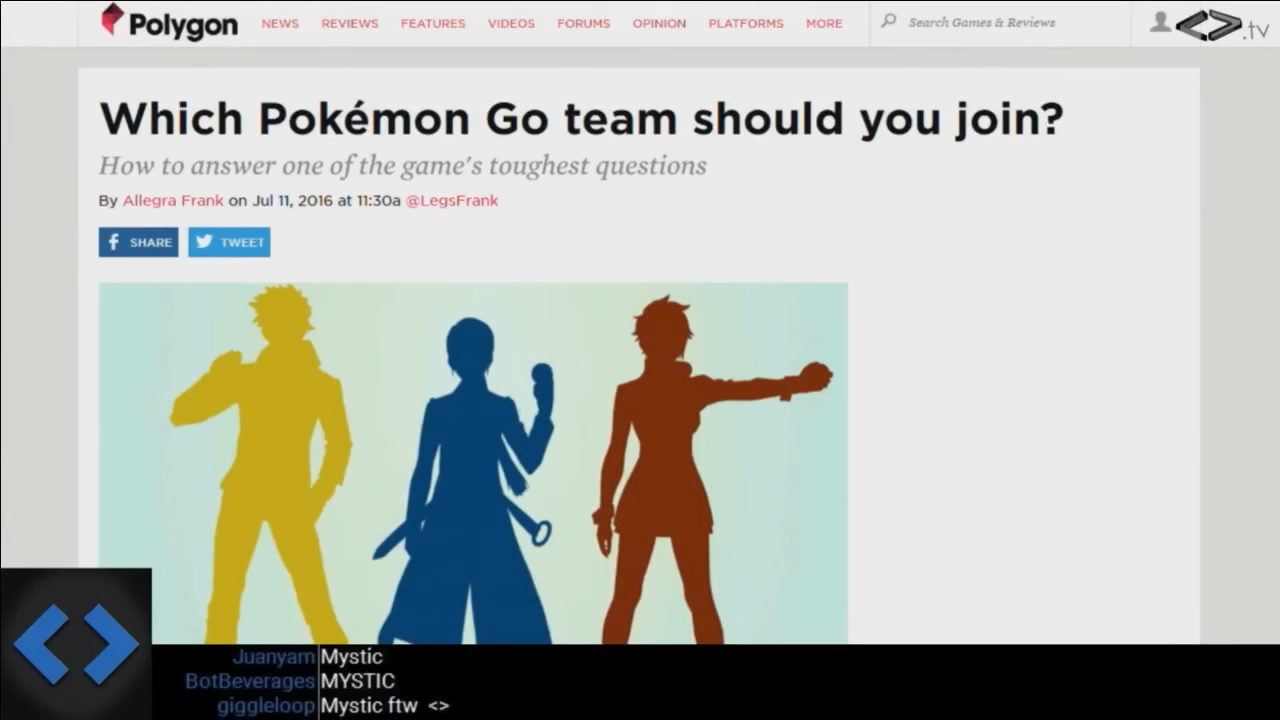 Polygon NEWS REVIEWS FEATURES VIDEOS FORUMS OPINION PLATFORMS MORE Search Games & Reviews <>.tv
Which Pokémon Go team should you join?
How to answer one of the game's toughest questions
By Allegra Frank on Jul 11, 2016 at 11:30a @LegsFrank
f SHARE TWEET
Juanyam Mystic
BotBeverages MYSTIC
giggleloop Mystic ftw <>